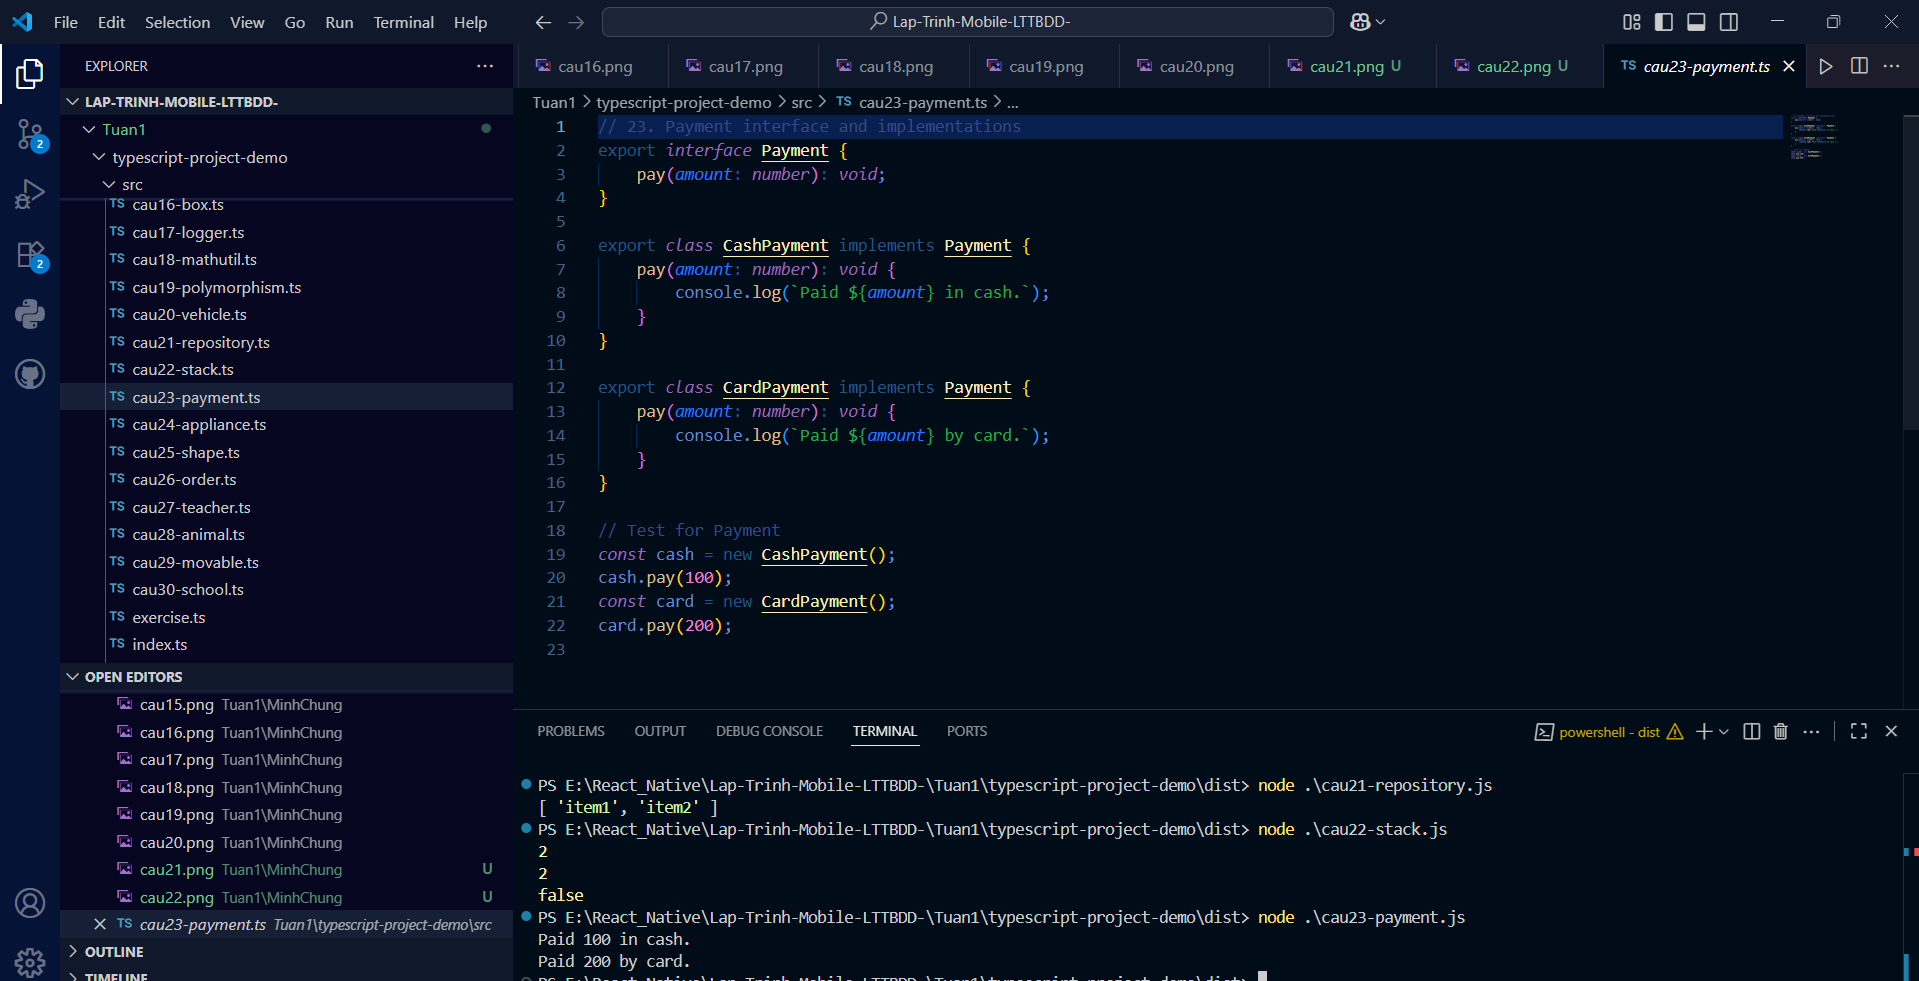 File Edit Selection View Go Run Terminal Help
Lap-Trinh-Mobile-LTTBDD-
EXPLORER
LAP-TRINH-MOBILE-LTTBDD-
Tuan1
typescript-project-demo
src
TS cau16-box.ts
TS cau17-logger.ts
TS cau18-mathutil.ts
TS cau19-polymorphism.ts
TS cau20-vehicle.ts
TS cau21-repository.ts
TS cau22-stack.ts
TS cau23-payment.ts
TS cau24-appliance.ts
TS cau25-shape.ts
TS cau26-order.ts
TS cau27-teacher.ts
TS cau28-animal.ts
TS cau29-movable.ts
TS cau30-school.ts
TS exercise.ts
TS index.ts
OPEN EDITORS
cau15.png Tuan1\MinhChung
cau16.png Tuan1\MinhChung
cau17.png Tuan1\MinhChung
cau18.png Tuan1\MinhChung
cau19.png Tuan1\MinhChung
cau20.png Tuan1\MinhChung
cau21.png Tuan1\MinhChung U
cau22.png Tuan1\MinhChung U
TS cau23-payment.ts Tuan1\typescript-project-demo\src
OUTLINE
TIMELINE
2
2
cau16.png cau17.png cau18.png cau19.png cau20.png cau21.png U cau22.png U TS cau23-payment.ts
Tuan1 > typescript-project-demo > src > TS cau23-payment.ts > ...
1 // 23. Payment interface and implementations
2 export interface Payment {
3 pay(amount: number): void;
4 }
5
6 export class CashPayment implements Payment {
7 pay(amount: number): void {
8 console.log(`Paid ${amount} in cash.`);
9 }
10 }
11
12 export class CardPayment implements Payment {
13 pay(amount: number): void {
14 console.log(`Paid ${amount} by card.`);
15 }
16 }
17
18 // Test for Payment
19 const cash = new CashPayment();
20 cash.pay(100);
21 const card = new CardPayment();
22 card.pay(200);
23
PROBLEMS OUTPUT DEBUG CONSOLE TERMINAL PORTS
powershell - dist
PS E:\React_Native\Lap-Trinh-Mobile-LTTBDD-\Tuan1\typescript-project-demo\dist> node .\cau21-repository.js
[ 'item1', 'item2' ]
PS E:\React_Native\Lap-Trinh-Mobile-LTTBDD-\Tuan1\typescript-project-demo\dist> node .\cau22-stack.js
2
2
false
PS E:\React_Native\Lap-Trinh-Mobile-LTTBDD-\Tuan1\typescript-project-demo\dist> node .\cau23-payment.js
Paid 100 in cash.
Paid 200 by card.
PS E:\React_Native\Lap-Trinh-Mobile-LTTBDD-\Tuan1\typescript-project-demo\dist>